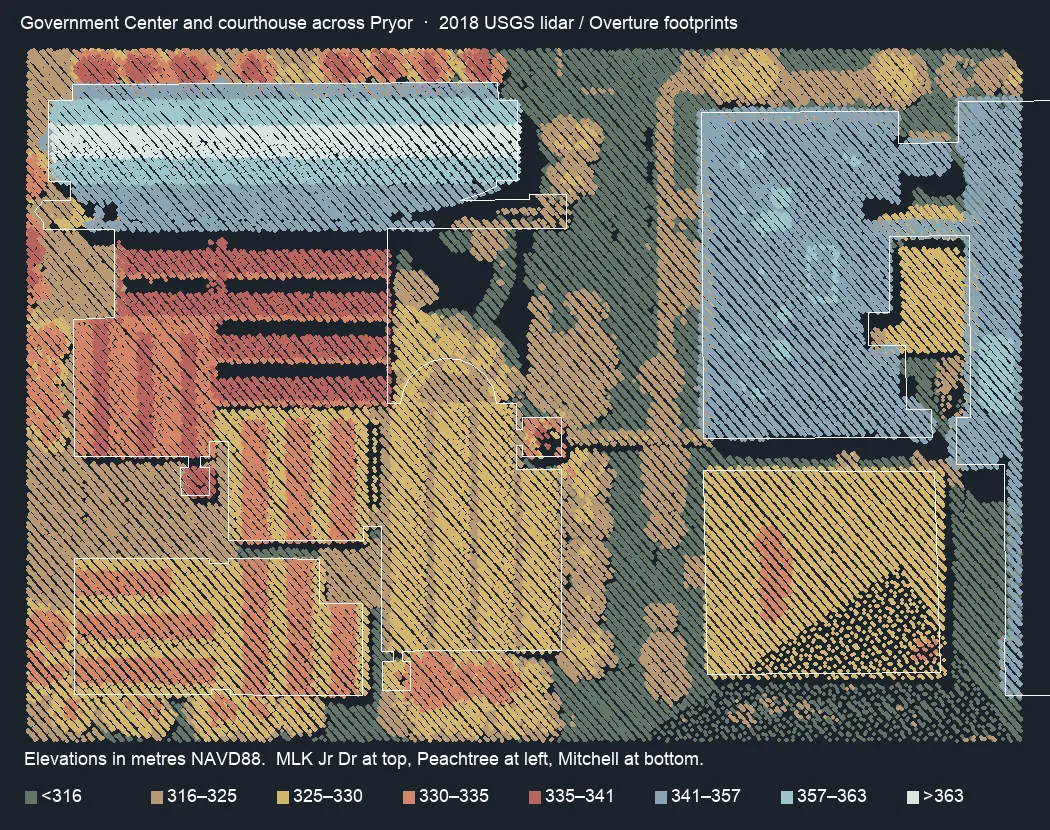 Government Center and courthouse across Pryor · 2018 USGS lidar / Overture footprints
Elevations in metres NAVD88. MLK Jr Dr at top, Peachtree at left, Mitchell at bottom.
<316 316–325 325–330 330–335 335–341 341–357 357–363 >363